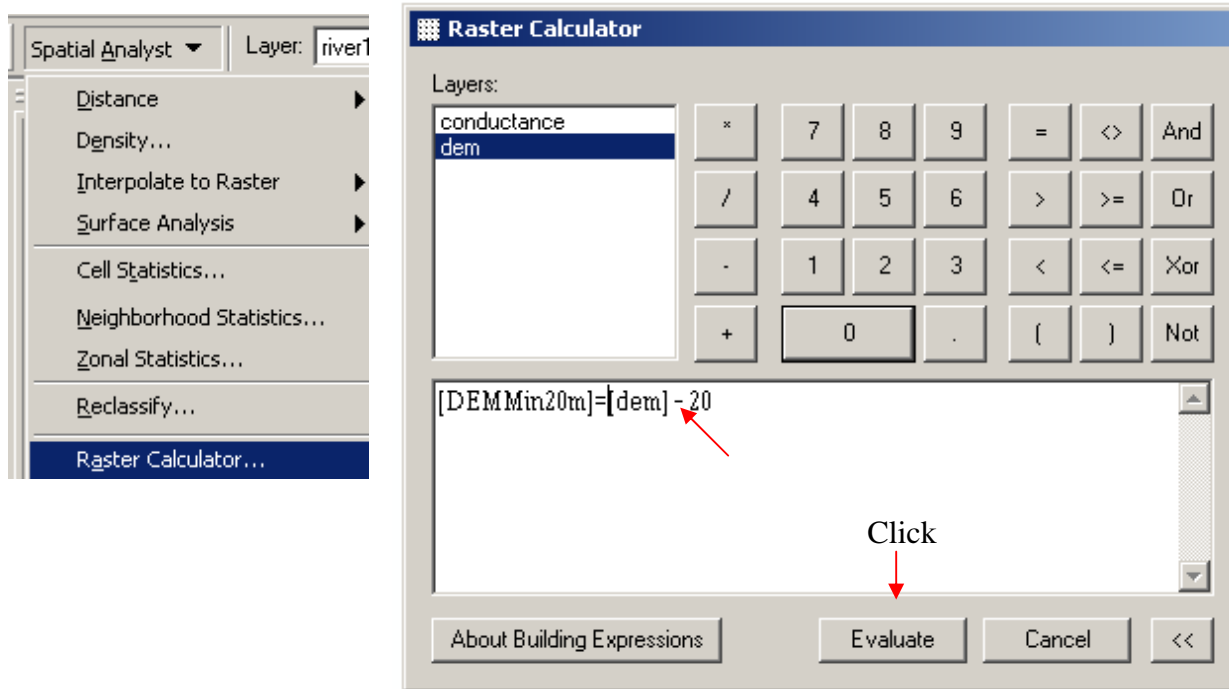 Spatial Analyst ▼ Layer: river1
Distance
Density...
Interpolate to Raster
Surface Analysis
Cell Statistics...
Neighborhood Statistics...
Zonal Statistics...
Reclassify...
Raster Calculator...
Raster Calculator
Layers:
conductance
dem
* 7 8 9 = <> And
/ 4 5 6 > >= Or
- 1 2 3 < <= Xor
+ 0 . ( ) Not
[DEMMin20m]=[dem] - 20
Click
About Building Expressions Evaluate Cancel <<